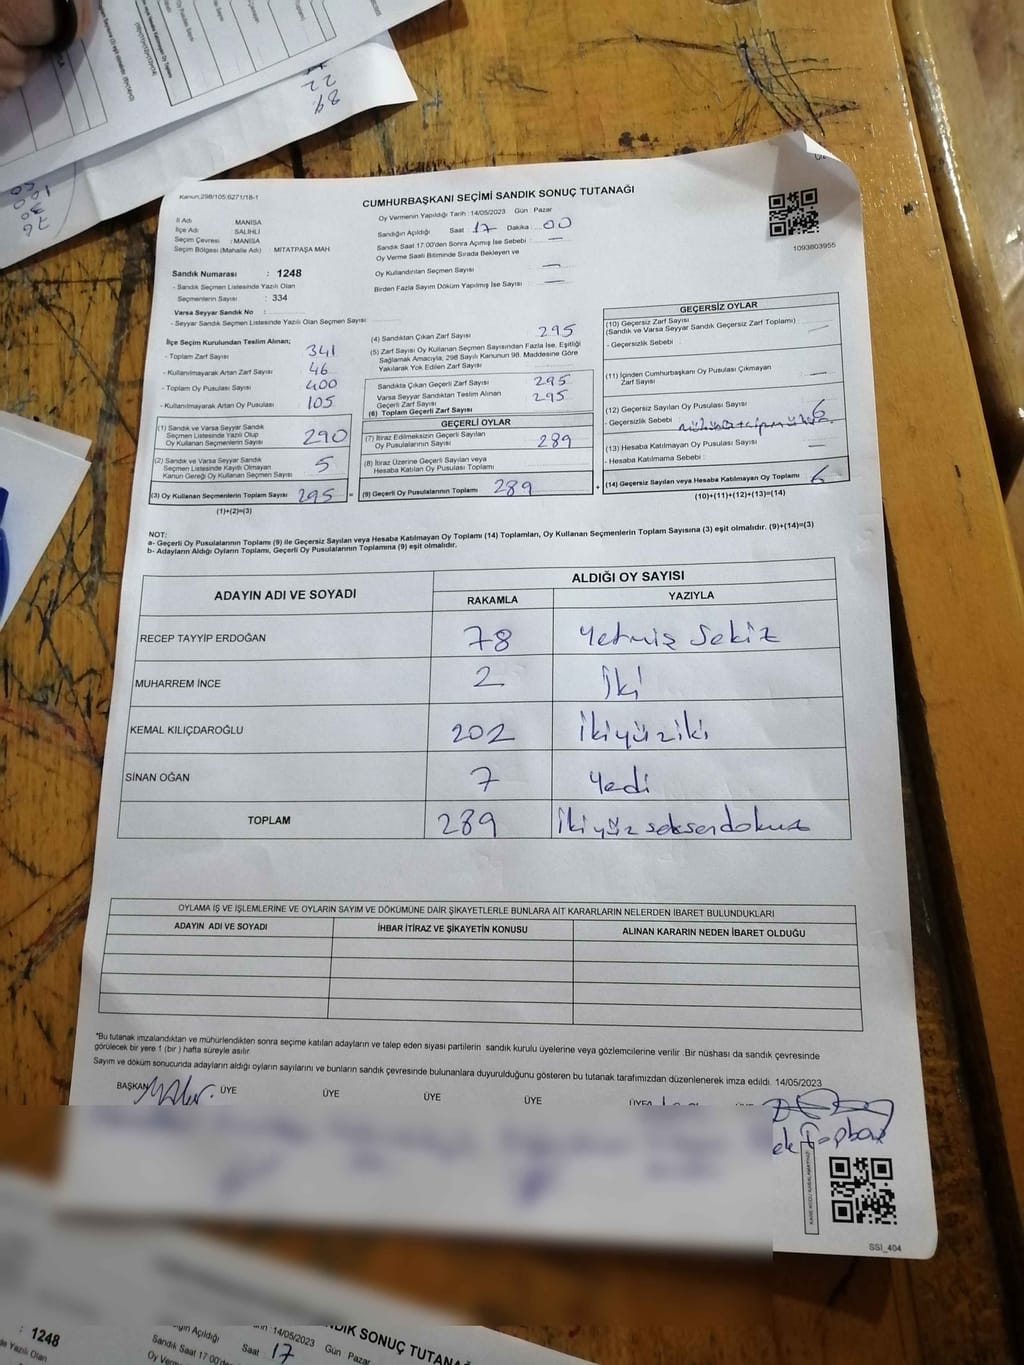 Kanun;298/105;6271/18-1
CUMHURBAŞKANI SEÇİMİ SANDIK SONUÇ TUTANAĞI
Oy Vermenin Yapıldığı Tarih : 14/05/2023 Gün : Pazar
İl Adı : MANİSA
İlçe Adı : SALİHLİ
Seçim Çevresi : MANİSA
Seçim Bölgesi (Mahalle Adı) : MİTATPAŞA MAH.
Sandığın Açıldığı Saat 17 Dakika : 00
Sandık Saat 17:00'den Sonra Açımış İse Sebebi : —
Oy Verme Saati Bitiminde Sırada Bekleyen ve
Oy Kullandırılan Seçmen Sayısı : —
Birden Fazla Sayım Döküm Yapılmış İse Sayısı : —
1093803955
Sandık Numarası : 1248
- Sandık Seçmen Listesinde Yazılı Olan
Seçmenlerin Sayısı : 334
Varsa Seyyar Sandık No :
- Seyyar Sandık Seçmen Listesinde Yazılı Olan Seçmen Sayısı :
İlçe Seçim Kurulundan Teslim Alınan;
- Toplam Zarf Sayısı 341
- Kullanılmayarak Artan Zarf Sayısı 46
- Toplam Oy Pusulası Sayısı 400
- Kullanılmayarak Artan Oy Pusulası 105
(1) Sandık ve Varsa Seyyar Sandık
Seçmen Listesinde Yazılı Olup
Oy Kullanan Seçmenlerin Sayısı 290
(2) Sandık ve Varsa Seyyar Sandık
Seçmen Listesinde Kayıtlı Olmayan
Kanun Gereği Oy Kullanan Seçmen Sayısı 5
(3) Oy Kullanan Seçmenlerin Toplam Sayısı 295 =
(1)+(2)=(3)
(4) Sandıktan Çıkan Zarf Sayısı 295
(5) Zarf Sayısı Oy Kullanan Seçmen Sayısından Fazla İse, Eşitliği
Sağlamak Amacıyla; 298 Sayılı Kanunun 98. Maddesine Göre
Yakılarak Yok Edilen Zarf Sayısı
Sandıkta Çıkan Geçerli Zarf Sayısı 295
Varsa Seyyar Sandıktan Teslim Alınan
Geçerli Zarf Sayısı 295
(6) Toplam Geçerli Zarf Sayısı
GEÇERLİ OYLAR
(7) İtiraz Edilmeksizin Geçerli Sayılan
Oy Pusulalarının Sayısı 289
(8) İtiraz Üzerine Geçerli Sayılan veya
Hesaba Katılan Oy Pusulası Toplamı
(9) Geçerli Oy Pusulalarının Toplamı 289 +
GEÇERSİZ OYLAR
(10) Geçersiz Zarf Sayısı
(Sandık ve Varsa Seyyar Sandık Geçersiz Zarf Toplamı) : —
- Geçersizlik Sebebi :
(11) İçinden Cumhurbaşkanı Oy Pusulası Çıkmayan
Zarf Sayısı —
(12) Geçersiz Sayılan Oy Pusulası Sayısı 6
- Geçersizlik Sebebi :
(13) Hesaba Katılmayan Oy Pusulası Sayısı —
- Hesaba Katılmama Sebebi :
(14) Geçersiz Sayılan veya Hesaba Katılmayan Oy Toplamı 6
(10)+(11)+(12)+(13)=(14)
NOT:
a- Geçerli Oy Pusulalarının Toplamı (9) ile Geçersiz Sayılan veya Hesaba Katılmayan Oy Toplamı (14) Toplamları, Oy Kullanan Seçmenlerin Toplam Sayısına (3) eşit olmalıdır. (9)+(14)=(3)
b- Adayların Aldığı Oyların Toplamı, Geçerli Oy Pusulalarının Toplamına (9) eşit olmalıdır.
ADAYIN ADI VE SOYADI ALDIĞI OY SAYISI
RAKAMLA YAZIYLA
RECEP TAYYİP ERDOĞAN 78 Yetmiş Sekiz
MUHARREM İNCE 2 İki
KEMAL KILIÇDAROĞLU 202 İkiyüziki
SİNAN OĞAN 7 Yedi
TOPLAM 289 İkiyüz seksendokuz
OYLAMA İŞ VE İŞLEMLERİNE VE OYLARIN SAYIM VE DÖKÜMÜNE DAİR ŞİKAYETLERLE BUNLARA AİT KARARLARIN NELERDEN İBARET BULUNDUKLARI
ADAYIN ADI VE SOYADI İHBAR İTİRAZ VE ŞİKAYETİN KONUSU ALINAN KARARIN NEDEN İBARET OLDUĞU
*Bu tutanak imzalandıktan ve mühürlendikten sonra seçime katılan adayların ve talep eden siyasi partilerin sandık kurulu üyelerine veya gözlemcilerine verilir. Bir nüshası da sandık çevresinde
görülecek bir yere 1 (bir) hafta süreyle asılır.
Sayım ve döküm sonucunda adayların aldığı oyların sayılarını ve bunların sandık çevresinde bulunanlara duyurulduğunu gösteren bu tutanak tarafımızdan düzenlenerek imza edildi. 14/05/2023
BAŞKAN ÜYE ÜYE ÜYE ÜYE ÜYE
SSİ_404
1248
14/05/2023 Gün Pazar
Saat 17